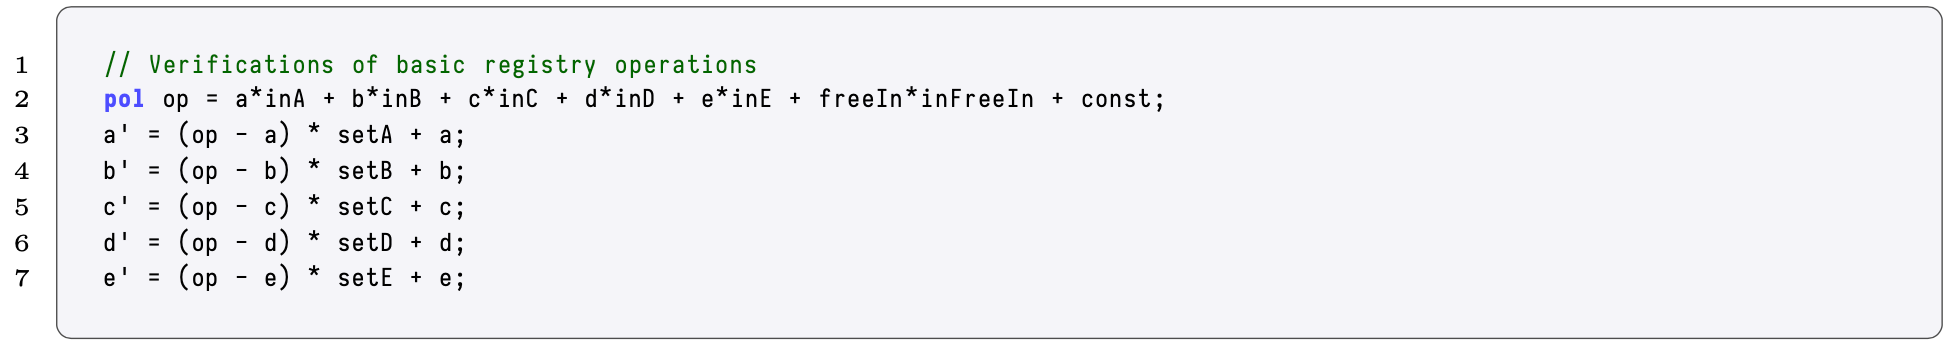 1 // Verifications of basic registry operations
2 pol op = a*inA + b*inB + c*inC + d*inD + e*inE + freeIn*inFreeIn + const;
3 a' = (op - a) * setA + a;
4 b' = (op - b) * setB + b;
5 c' = (op - c) * setC + c;
6 d' = (op - d) * setD + d;
7 e' = (op - e) * setE + e;